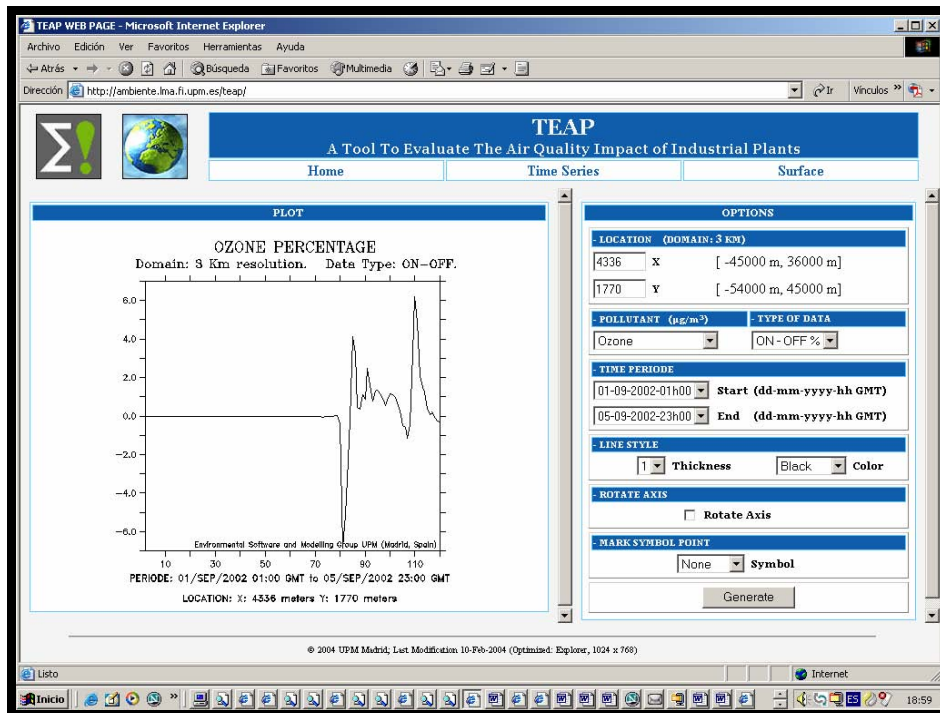 TEAP WEB PAGE - Microsoft Internet Explorer
Archivo Edición Ver Favoritos Herramientas Ayuda
Atrás Búsqueda Favoritos Multimedia
Dirección http://ambiente.lma.fi.upm.es/teap/ Ir Vínculos »
Σ!
TEAP
A Tool To Evaluate The Air Quality Impact of Industrial Plants
Home Time Series Surface
PLOT
OZONE PERCENTAGE
Domain: 3 Km resolution. Data Type: ON-OFF.
6.0
4.0
2.0
0.0
-2.0
-4.0
-6.0
Environmental Software and Modelling Group UPM (Madrid, Spain)
10 30 50 70 90 110
PERIODE: 01/SEP/2002 01:00 GMT to 05/SEP/2002 23:00 GMT
LOCATION: X: 4336 meters Y: 1770 meters
OPTIONS
- LOCATION (DOMAIN: 3 KM)
4336 X [ -45000 m, 36000 m]
1770 Y [ -54000 m, 45000 m]
- POLLUTANT (µg/m³) - TYPE OF DATA
Ozone ON - OFF %
- TIME PERIODE
01-09-2002-01h00 Start (dd-mm-yyyy-hh GMT)
05-09-2002-23h00 End (dd-mm-yyyy-hh GMT)
- LINE STYLE
1 Thickness Black Color
- ROTATE AXIS
Rotate Axis
- MARK SYMBOL POINT
None Symbol
Generate
© 2004 UPM Madrid; Last Modification 10-Feb-2004 (Optimized: Explorer, 1024 x 768)
Listo Internet
Inicio » ES 18:59